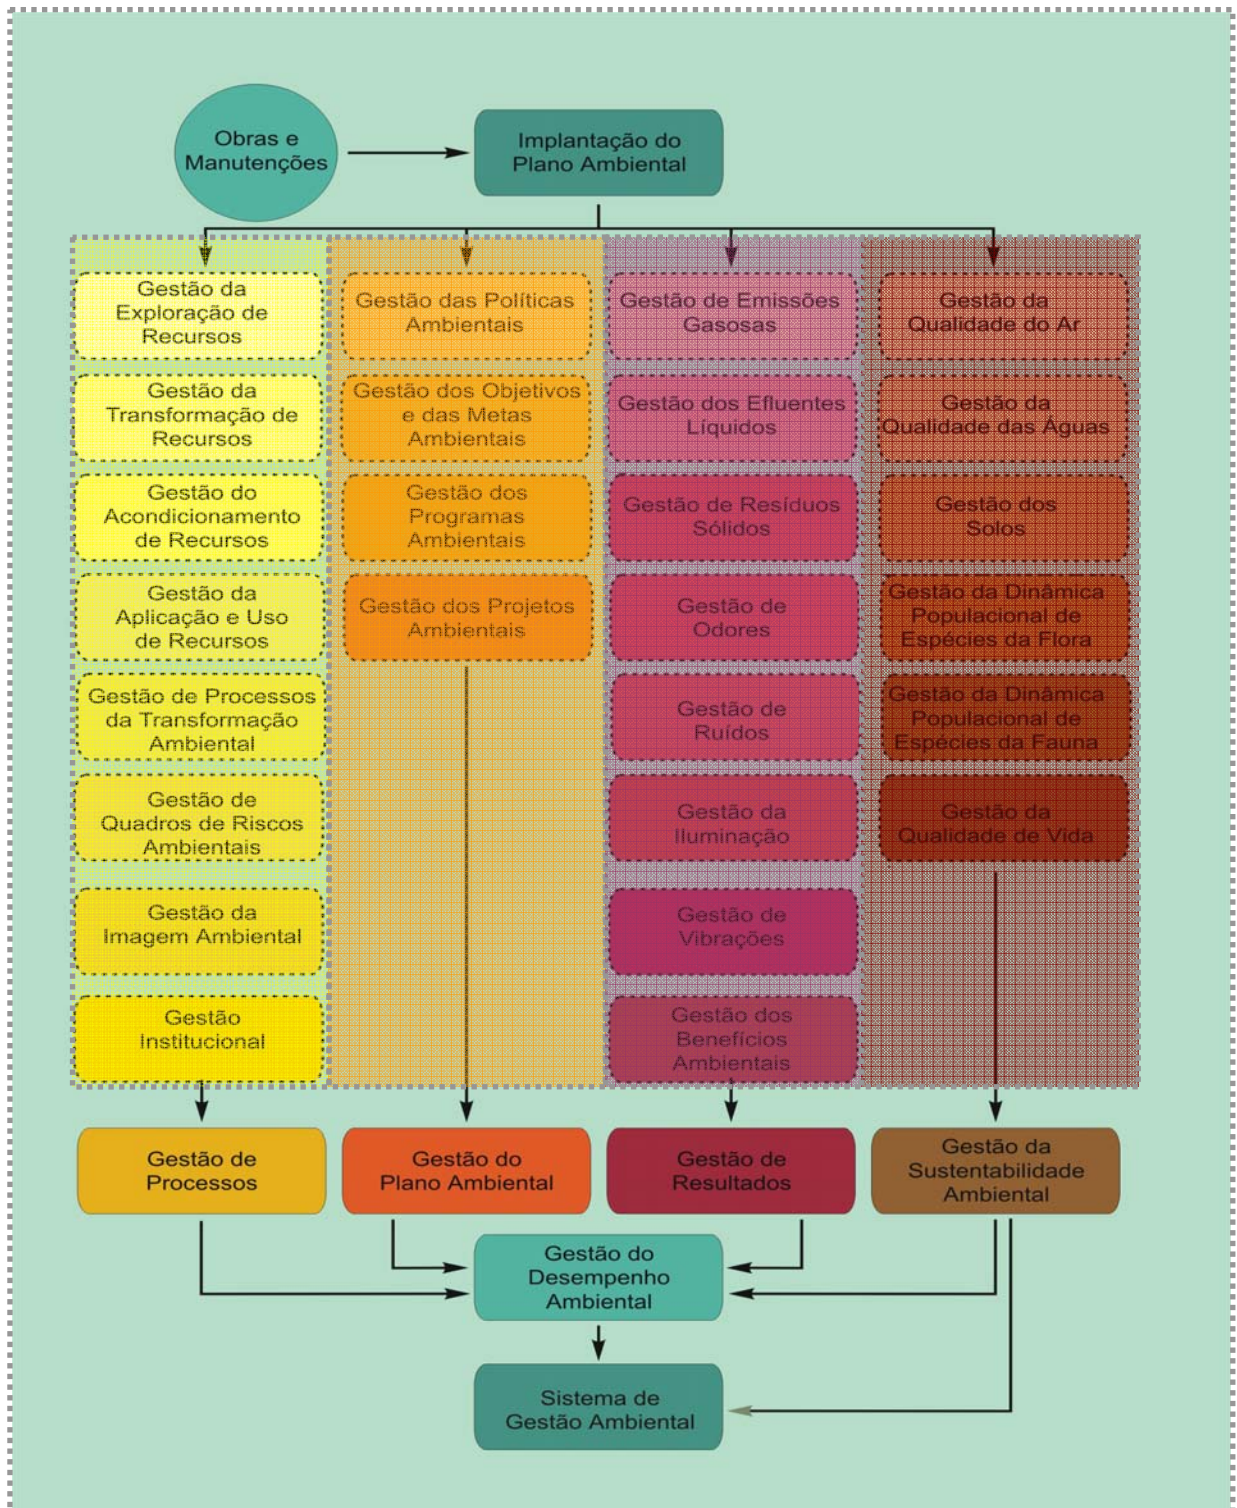 Obras e
Manutenções
Implantação do
Plano Ambiental
Gestão da
Exploração de
Recursos
Gestão da
Transformação de
Recursos
Gestão do
Acondicionamento
de Recursos
Gestão da
Aplicação e Uso
de Recursos
Gestão de Processos
da Transformação
Ambiental
Gestão de
Quadros de Riscos
Ambientais
Gestão da
Imagem Ambiental
Gestão
Institucional
Gestão das Políticas
Ambientais
Gestão dos Objetivos
e das Metas
Ambientais
Gestão dos
Programas
Ambientais
Gestão dos Projetos
Ambientais
Gestão de Emissões
Gasosas
Gestão dos Efluentes
Líquidos
Gestão de Resíduos
Sólidos
Gestão de
Odores
Gestão de
Ruídos
Gestão da
Iluminação
Gestão de
Vibrações
Gestão dos
Benefícios
Ambientais
Gestão da
Qualidade do Ar
Gestão da
Qualidade das Águas
Gestão dos
Solos
Gestão da Dinâmica
Populacional de
Espécies da Flora
Gestão da Dinâmica
Populacional de
Espécies da Fauna
Gestão da
Qualidade de Vida
Gestão de
Processos
Gestão do
Plano Ambiental
Gestão de
Resultados
Gestão da
Sustentabilidade
Ambiental
Gestão do
Desempenho
Ambiental
Sistema de
Gestão Ambiental